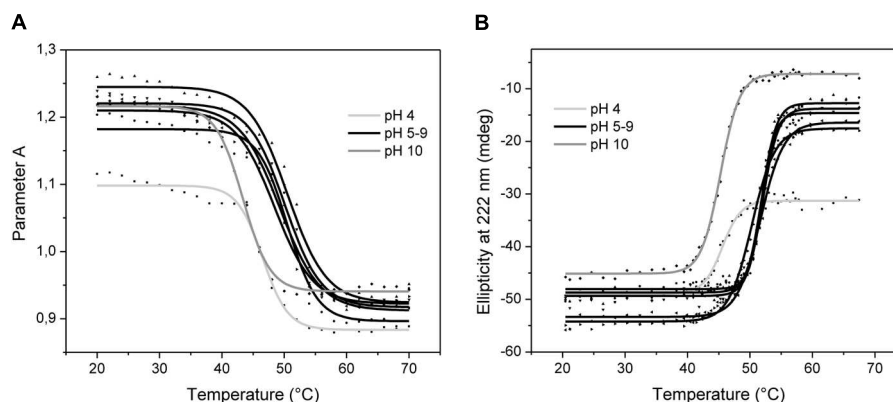 A
1,3
1,2
1,1
1,0
0,9
Parameter A
pH 4
pH 5-9
pH 10
20 30 40 50 60 70
Temperature (°C)
B
-10
-20
-30
-40
-50
-60
Ellipticity at 222 nm (mdeg)
pH 4
pH 5-9
pH 10
20 30 40 50 60 70
Temperature (°C)